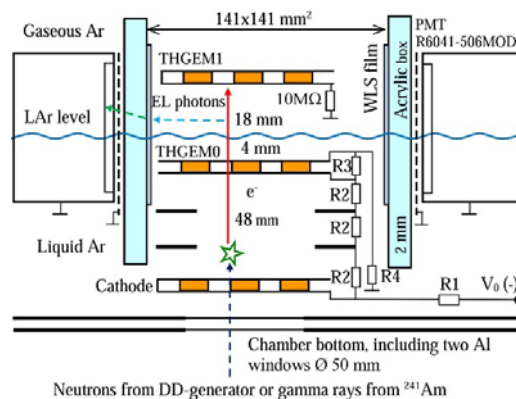 141x141 mm²
Gaseous Ar
PMT
R6041-506MOD
THGEM1
WLS film
Acrylic box
EL photons
10MΩ
LAr level
18 mm
4 mm
THGEM0
R3
R2
e⁻
48 mm
R2
Liquid Ar
2 mm
R2
R4
Cathode
R1
V₀ (-)
Chamber bottom, including two Al
windows Ø 50 mm
Neutrons from DD-generator or gamma rays from ²⁴¹Am